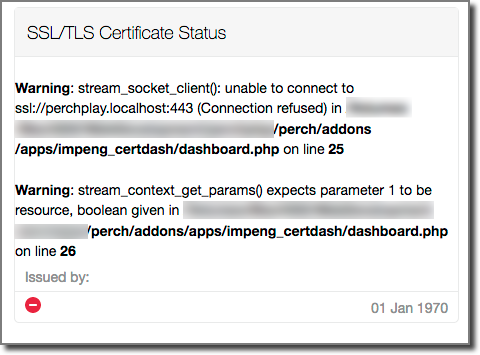 SSL/TLS Certificate Status
Warning: stream_socket_client(): unable to connect to
ssl://perchplay.localhost:443 (Connection refused) in
/perch/addons
/apps/impeng_certdash/dashboard.php on line 25
Warning: stream_context_get_params() expects parameter 1 to be
resource, boolean given in
/perch/addons/apps/impeng_certdash/dashboard.php
on line 26
Issued by:
01 Jan 1970